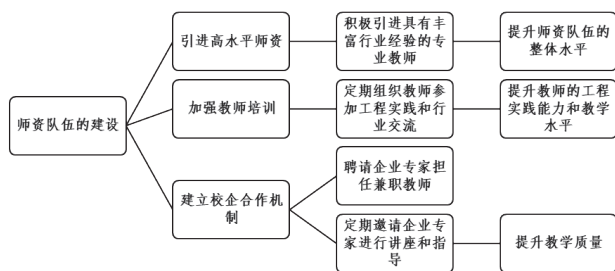 师资队伍的建设
引进高水平师资
积极引进具有丰
富行业经验的专
业教师
提升师资队伍的
整体水平
加强教师培训
定期组织教师参
加工程实践和行
业交流
提升教师的工程
实践能力和教学
水平
建立校企合作机
制
聘请企业专家担
任兼职教师
定期邀请企业专
家进行讲座和指
导
提升教学质量